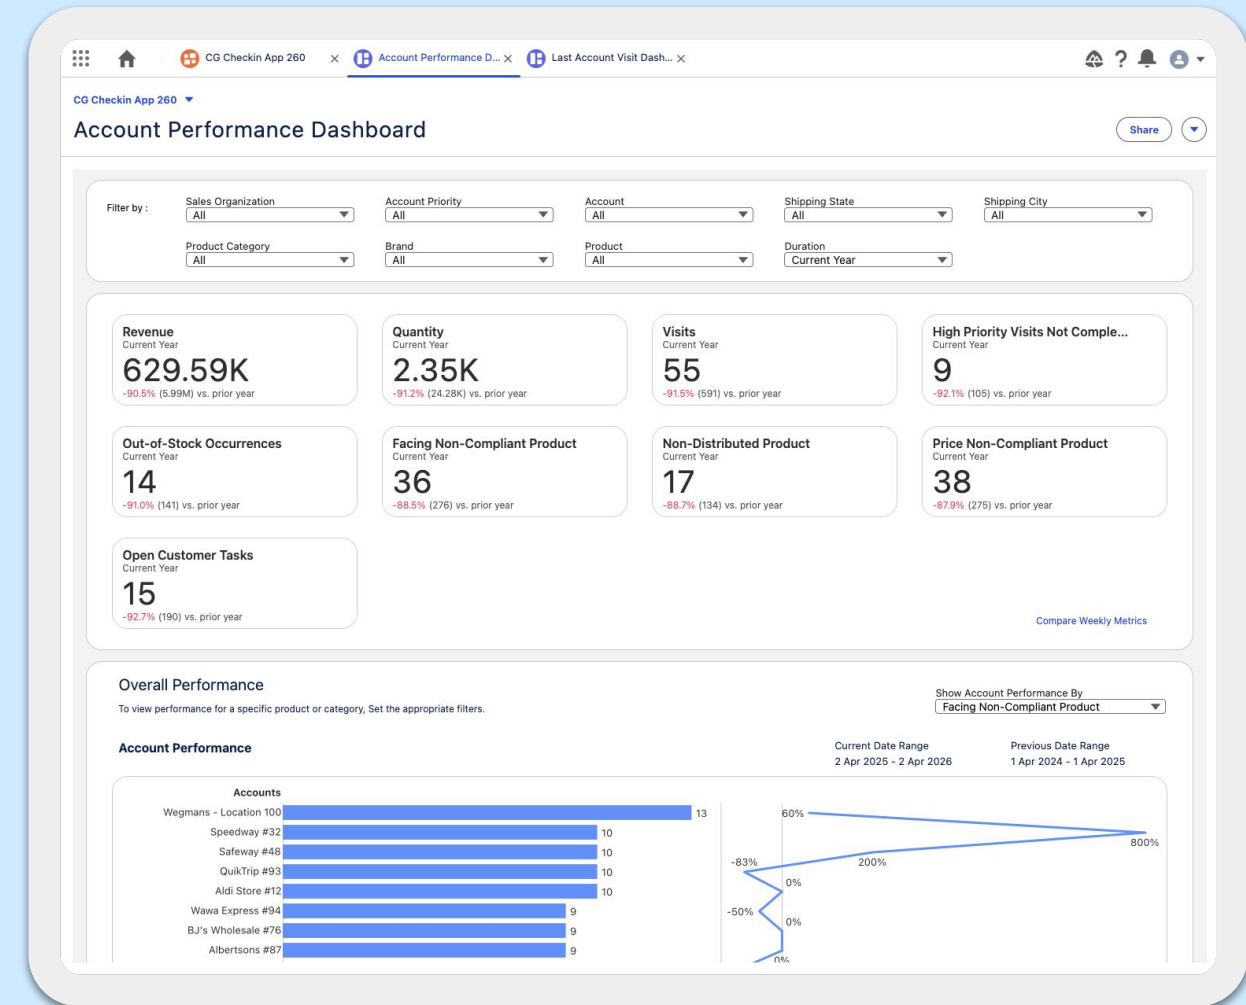 CG Checkin App 260
Account Performance D...
Last Account Visit Dash...
CG Checkin App 260
Account Performance Dashboard
Share
Filter by :
Sales Organization
All
Account Priority
All
Account
All
Shipping State
All
Shipping City
All
Product Category
All
Brand
All
Product
All
Duration
Current Year
Revenue
Current Year
629.59K
-90.5% (5.99M) vs. prior year
Quantity
Current Year
2.35K
-91.2% (24.28K) vs. prior year
Visits
Current Year
55
-91.5% (591) vs. prior year
High Priority Visits Not Comple...
Current Year
9
-92.1% (105) vs. prior year
Out-of-Stock Occurrences
Current Year
14
-91.0% (141) vs. prior year
Facing Non-Compliant Product
Current Year
36
-88.5% (276) vs. prior year
Non-Distributed Product
Current Year
17
-88.7% (134) vs. prior year
Price Non-Compliant Product
Current Year
38
-87.9% (275) vs. prior year
Open Customer Tasks
Current Year
15
-92.7% (190) vs. prior year
Compare Weekly Metrics
Overall Performance
To view performance for a specific product or category, Set the appropriate filters.
Show Account Performance By
Facing Non-Compliant Product
Account Performance
Current Date Range
2 Apr 2025 - 2 Apr 2026
Previous Date Range
1 Apr 2024 - 1 Apr 2025
Accounts
Wegmans - Location 100 13 60%
Speedway #32 10 800%
Safeway #48 10 200%
QuikTrip #93 10 -83%
Aldi Store #12 10 0%
Wawa Express #94 9 -50%
BJ's Wholesale #76 9 0%
Albertsons #87 9 0%